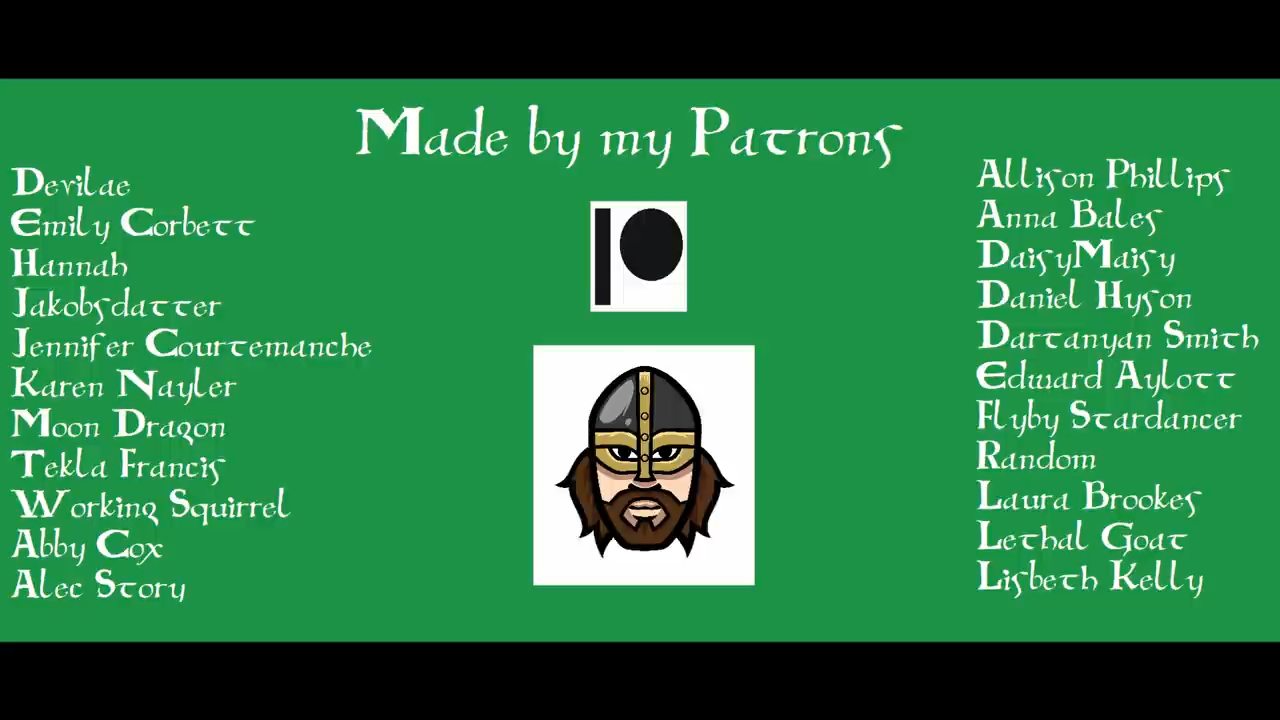 Made by my Patrons
Devilae
Emily Corbett
Hannah
Jakobsdatter
Jennifer Courtemanche
Karen Nayler
Moon Dragon
Tekla Francis
Working Squirrel
Abby Cox
Alec Story
Allison Phillips
Anna Bales
DaisyMaisy
Daniel Hyson
Dartanyan Smith
Edward Aylott
Flyby Stardancer
Random
Laura Brookes
Lethal Goat
Lisbeth Kelly